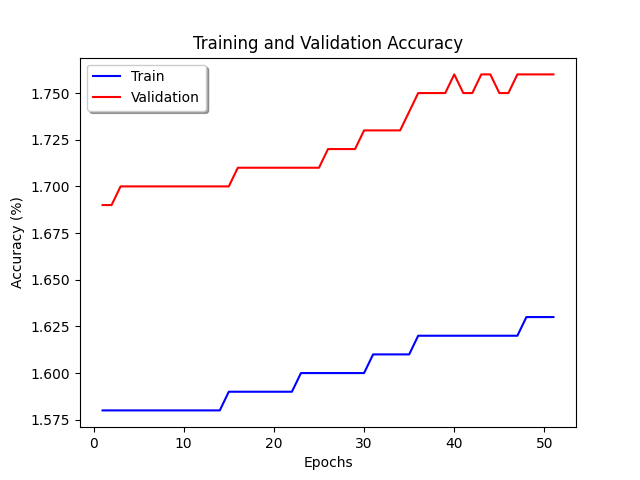 Training and Validation Accuracy
Train
Validation
Accuracy (%)
1.750
1.725
1.700
1.675
1.650
1.625
1.600
1.575
0 10 20 30 40 50
Epochs